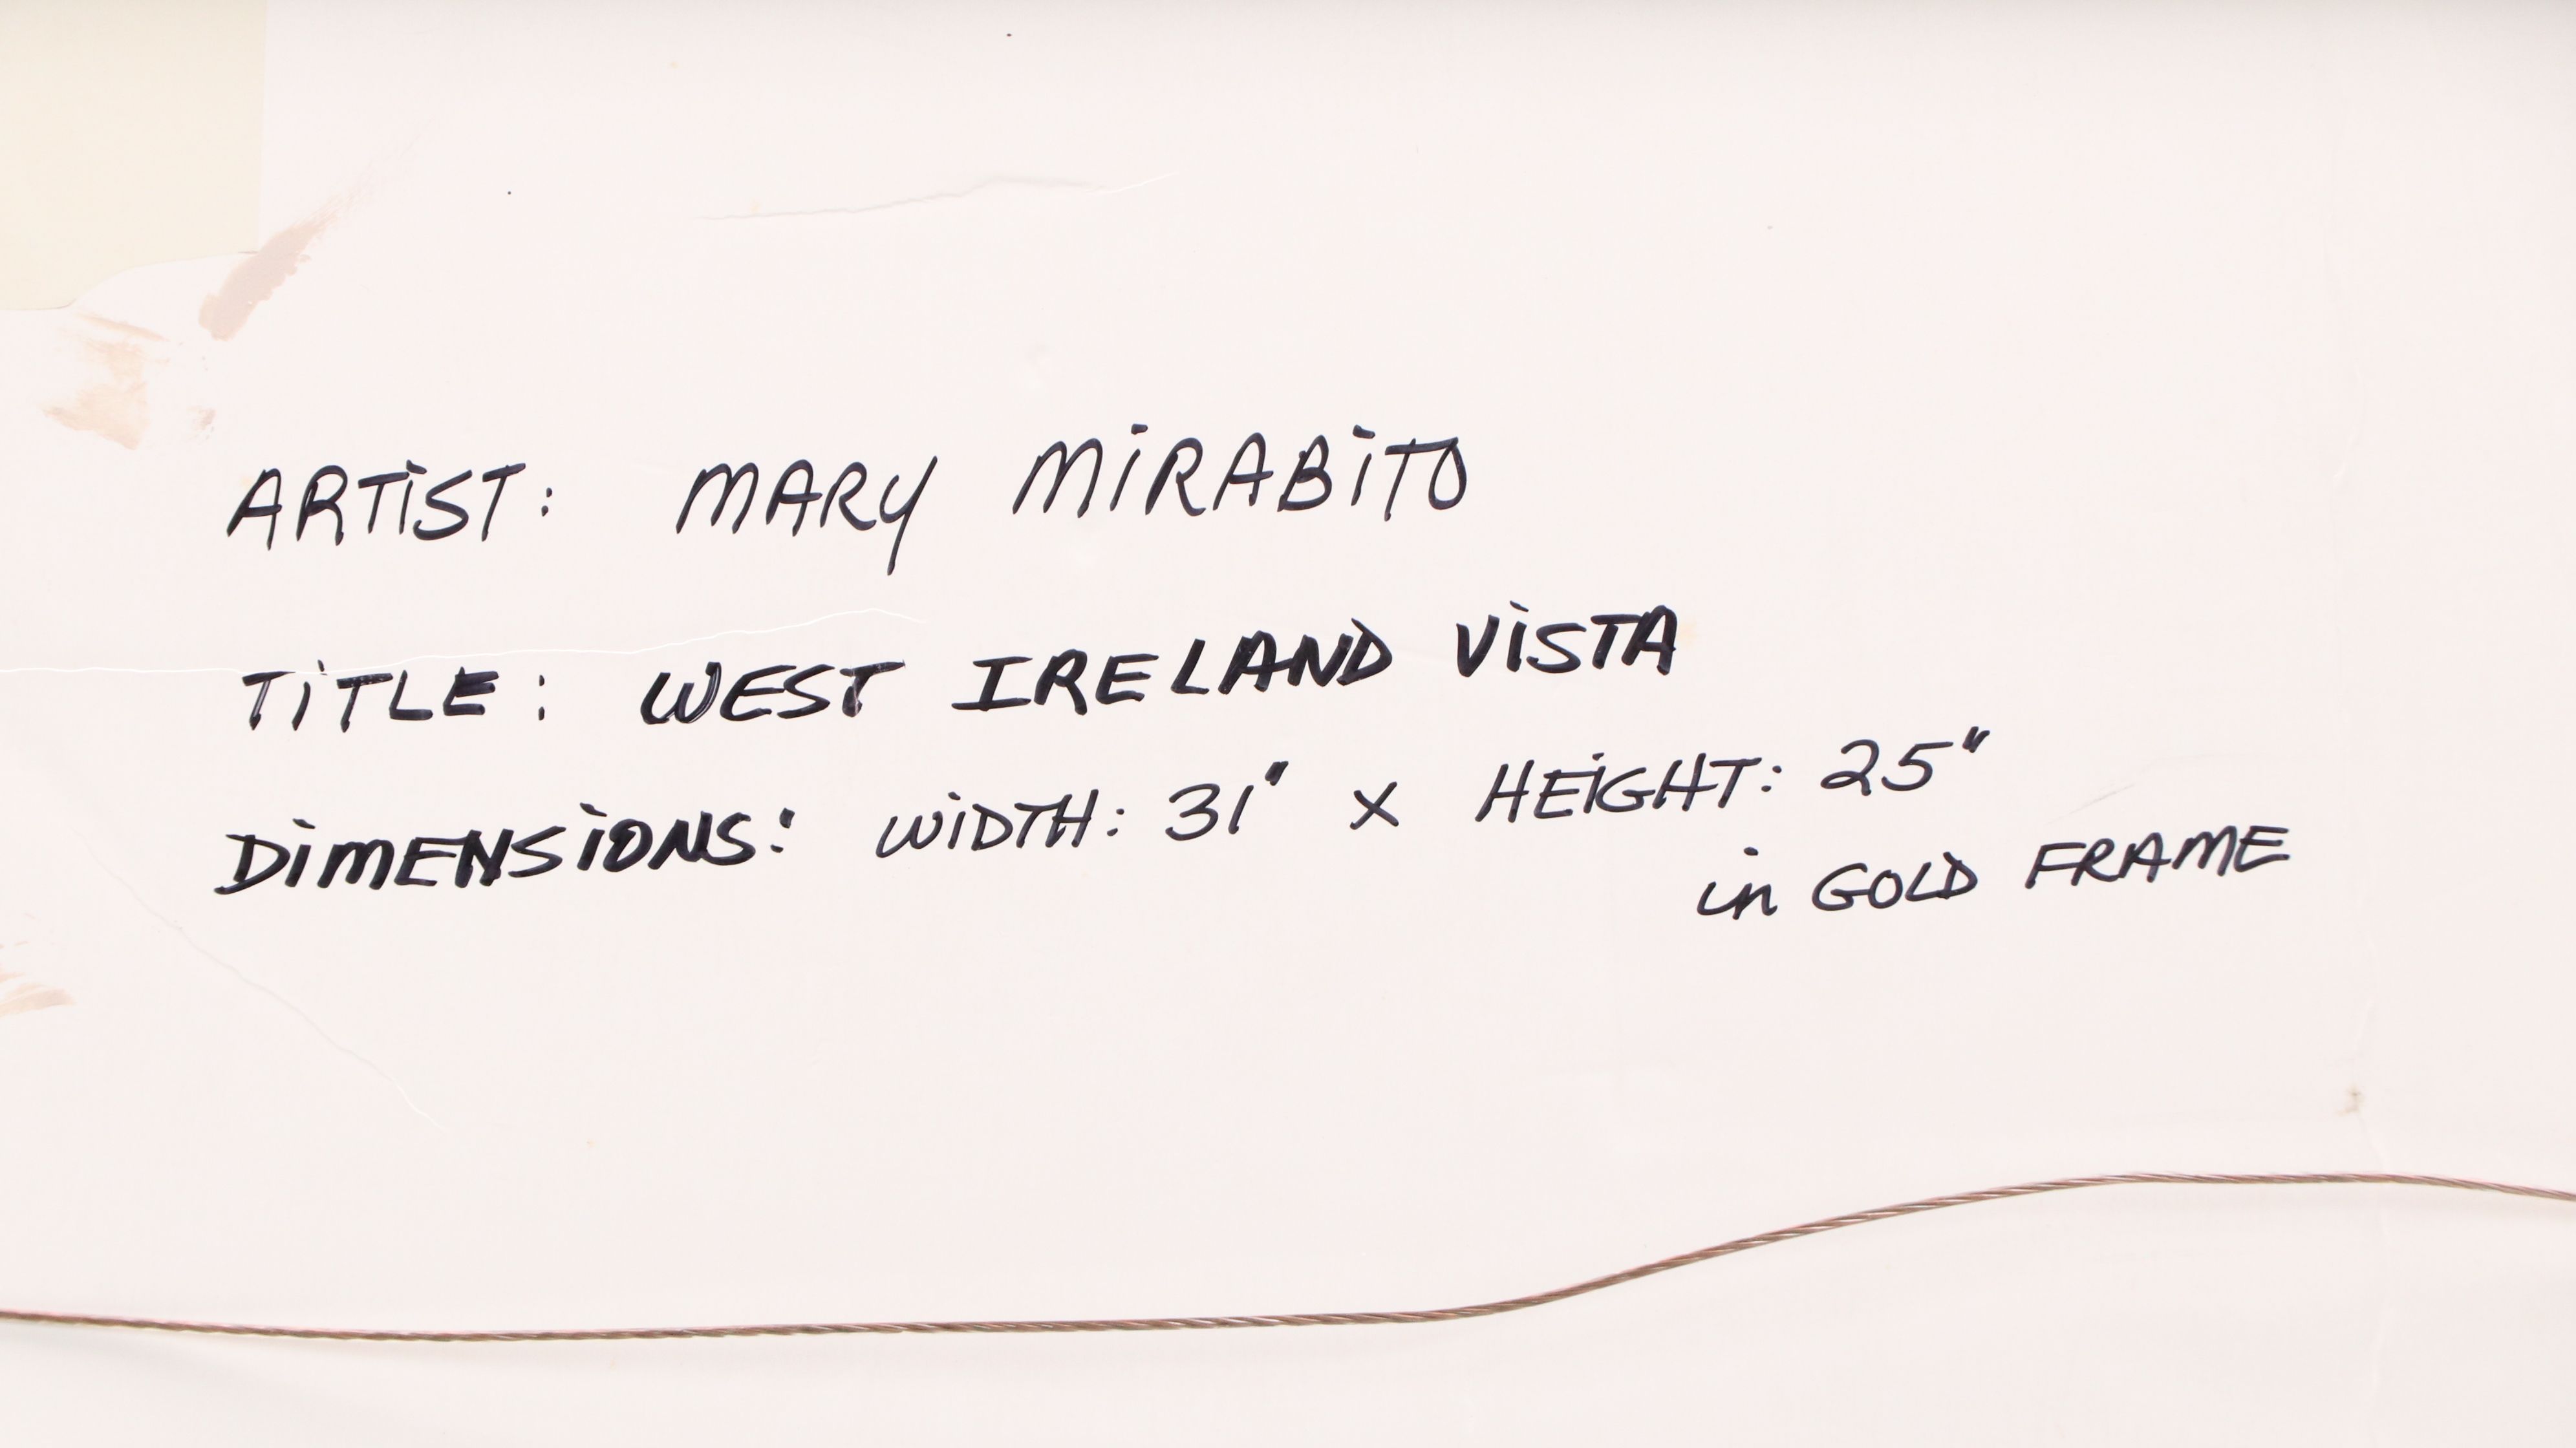 ARTiST: MARY MiRABiTO
TiTLE: WEST IRELAND ViSTA
DiMENSiONS: WiDTH: 31" X HEiGHT: 25"
in GOLD FRAME